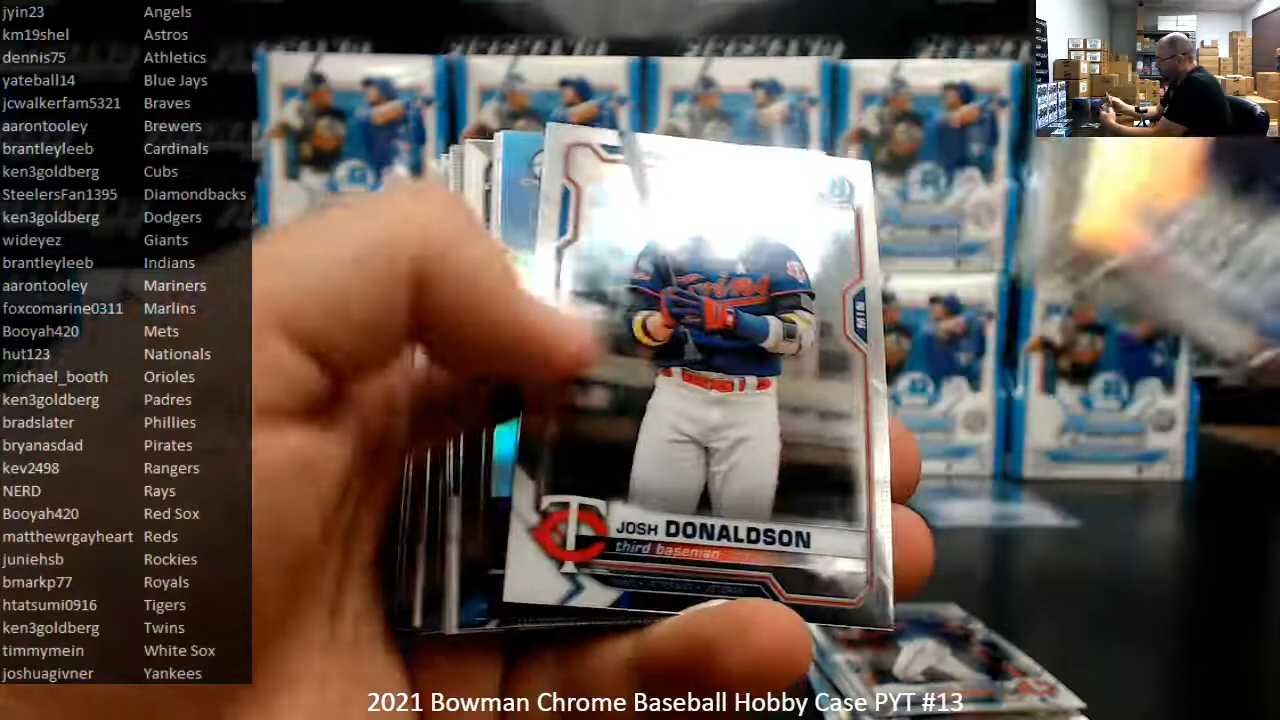 jyin23 Angels
km19shel Astros
dennis75 Athletics
yateball14 Blue Jays
jcwalkerfam5321 Braves
aarontooley Brewers
brantleyleeb Cardinals
ken3goldberg Cubs
SteelersFan1395 Diamondbacks
ken3goldberg Dodgers
wideyez Giants
brantleyleeb Indians
aarontooley Mariners
foxcomarine0311 Marlins
Booyah420 Mets
hut123 Nationals
michael_booth Orioles
ken3goldberg Padres
bradslater Phillies
bryanasdad Pirates
kev2498 Rangers
NERD Rays
Booyah420 Red Sox
matthewrgayheart Reds
juniehsb Rockies
bmarkp77 Royals
htatsumi0916 Tigers
ken3goldberg Twins
timmymein White Sox
joshuagivner Yankees
Twins
MIN
JOSH DONALDSON
third baseman
2021 Bowman Chrome Baseball Hobby Case PYT #13